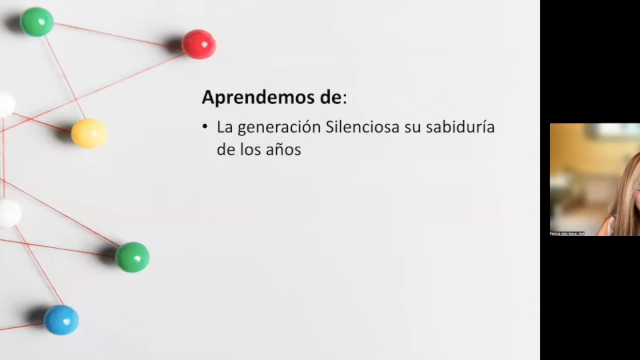 Aprendemos de:
• La generación Silenciosa su sabiduría
de los años